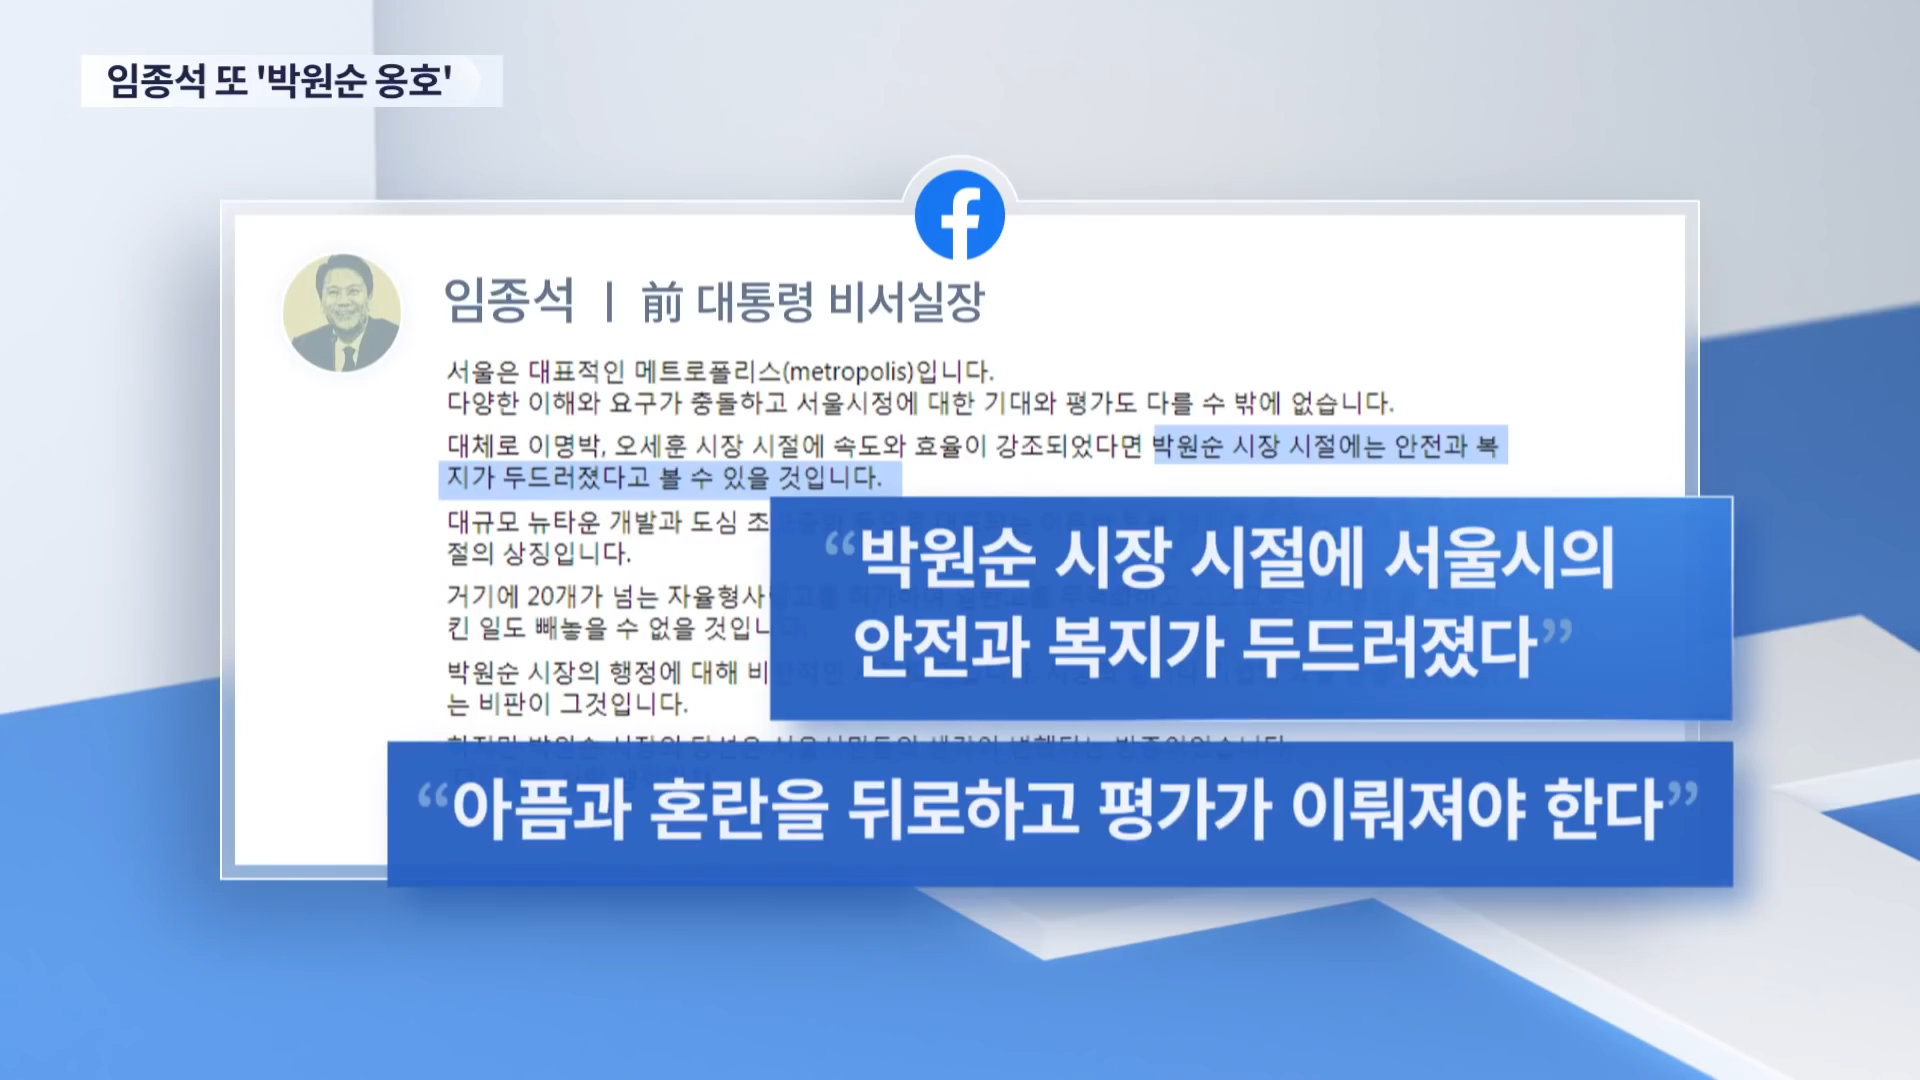 임종석 또 '박원순 옹호'
임종석 | 前 대통령 비서실장
서울은 대표적인 메트로폴리스(metropolis)입니다.
다양한 이해와 요구가 충돌하고 서울시정에 대한 기대와 평가도 다를 수 밖에 없습니다.
대체로 이명박, 오세훈 시장 시절에 속도와 효율이 강조되었다면 박원순 시장 시절에는 안전과 복
지가 두드러졌다고 볼 수 있을 것입니다.
대규모 뉴타운 개발과 도심 초
절의 상징입니다.
거기에 20개가 넘는 자율형사
킨 일도 빼놓을 수 없을 것입니
박원순 시장의 행정에 대해 비
는 비판이 그것입니다.
“박원순 시장 시절에 서울시의
안전과 복지가 두드러졌다”
“아픔과 혼란을 뒤로하고 평가가 이뤄져야 한다”